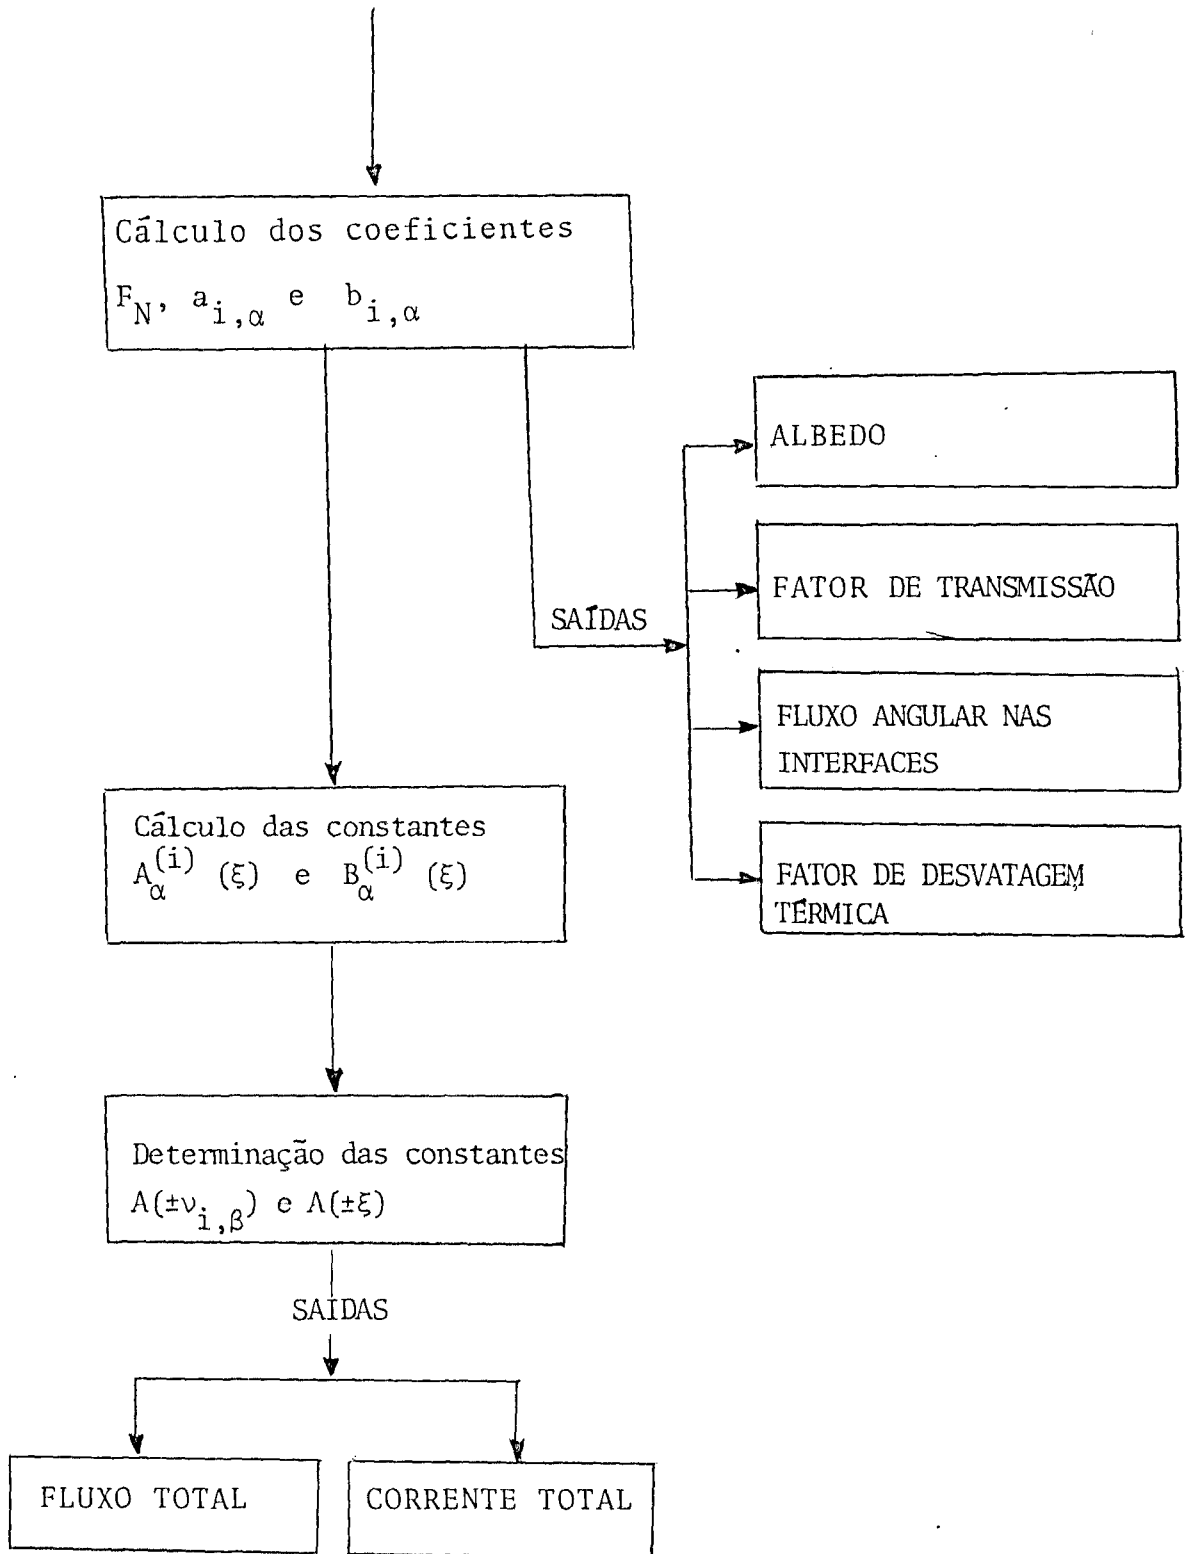 Cálculo dos coeficientes
F_N, a_{i,α} e b_{i,α}
ALBEDO
FATOR DE TRANSMISSÃO
SAÍDAS
FLUXO ANGULAR NAS
INTERFACES
Cálculo das constantes
A_α^{(i)} (ξ) e B_α^{(i)} (ξ)
FATOR DE DESVATAGEM
TÉRMICA
Determinação das constantes
A(±ν_{i,β}) e A(±ξ)
SAÍDAS
FLUXO TOTAL
CORRENTE TOTAL